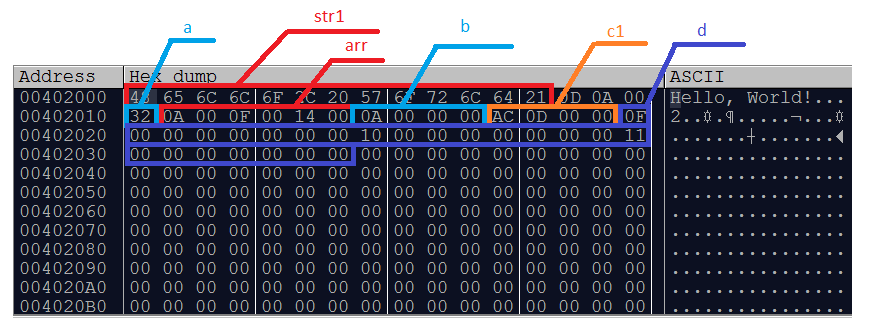 str1
a
arr
b
c1
d
Address Hex dump ASCII
00402000 48 65 6C 6C 6F 2C 20 57 6F 72 6C 64 21 0D 0A 00 Hello, World!...
00402010 32 0A 00 0F 00 14 00 0A 00 00 00 AC 0D 00 00 0F 2..☼.¶.....¬...☼
00402020 00 00 00 00 00 00 00 10 00 00 00 00 00 00 00 11 .......┼.......◄
00402030 00 00 00 00 00 00 00 00 00 00 00 00 00 00 00 00 ................
00402040 00 00 00 00 00 00 00 00 00 00 00 00 00 00 00 00 ................
00402050 00 00 00 00 00 00 00 00 00 00 00 00 00 00 00 00 ................
00402060 00 00 00 00 00 00 00 00 00 00 00 00 00 00 00 00 ................
00402070 00 00 00 00 00 00 00 00 00 00 00 00 00 00 00 00 ................
00402080 00 00 00 00 00 00 00 00 00 00 00 00 00 00 00 00 ................
00402090 00 00 00 00 00 00 00 00 00 00 00 00 00 00 00 00 ................
004020A0 00 00 00 00 00 00 00 00 00 00 00 00 00 00 00 00 ................
004020B0 00 00 00 00 00 00 00 00 00 00 00 00 00 00 00 00 ................